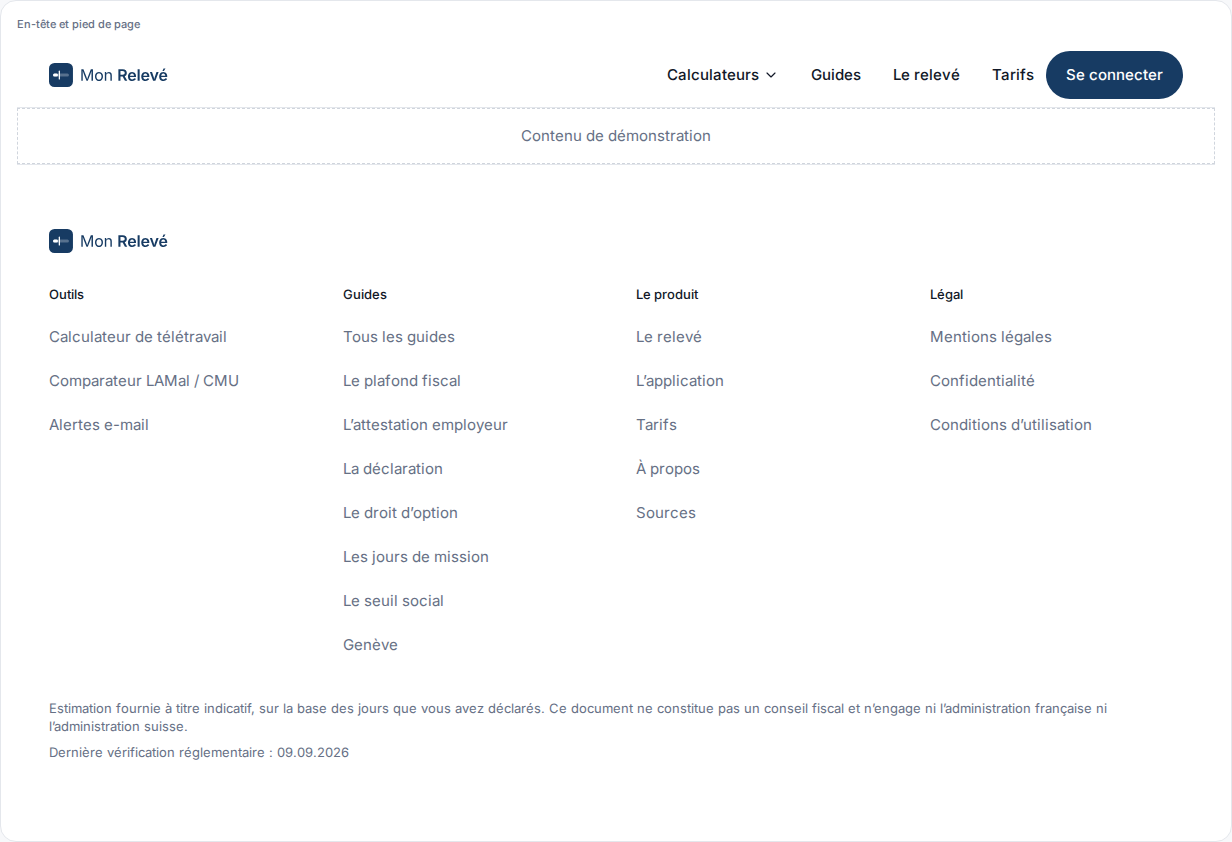 En-tête et pied de page
Mon Relevé
Calculateurs
Guides
Le relevé
Tarifs
Se connecter
Contenu de démonstration
Mon Relevé
Outils
Calculateur de télétravail
Comparateur LAMal / CMU
Alertes e-mail
Guides
Tous les guides
Le plafond fiscal
L’attestation employeur
La déclaration
Le droit d’option
Les jours de mission
Le seuil social
Genève
Le produit
Le relevé
L’application
Tarifs
À propos
Sources
Légal
Mentions légales
Confidentialité
Conditions d’utilisation
Estimation fournie à titre indicatif, sur la base des jours que vous avez déclarés. Ce document ne constitue pas un conseil fiscal et n’engage ni l’administration française ni
l’administration suisse.
Dernière vérification réglementaire : 09.09.2026